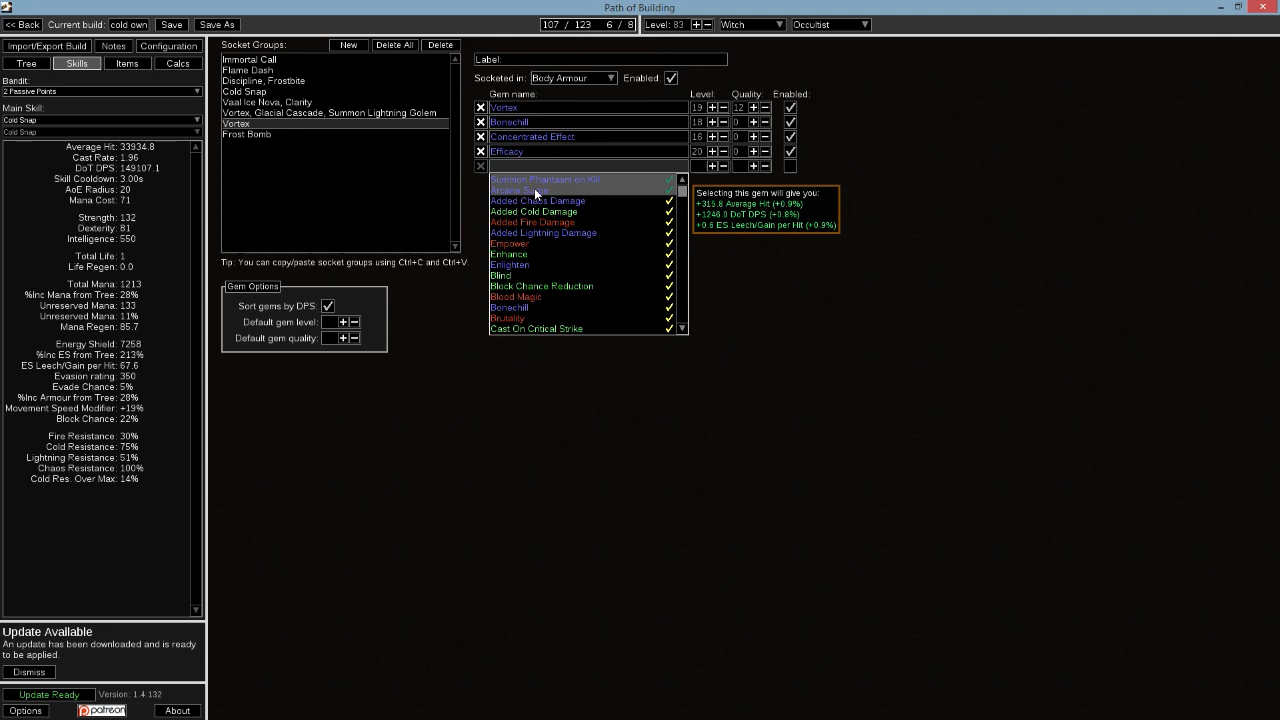 Path of Building
<< Back Current build: cold own Save Save As 107 / 123 6 / 8 Level: 83 + − Witch Occultist
Import/Export Build Notes Configuration
Tree Skills Items Calcs
Bandit:
2 Passive Points
Main Skill:
Cold Snap
Cold Snap
Average Hit: 33934.8
Cast Rate: 1.96
DoT DPS: 149107.1
Skill Cooldown: 3.00s
AoE Radius: 20
Mana Cost: 71
Strength: 132
Dexterity: 81
Intelligence: 550
Total Life: 1
Life Regen: 0.0
Total Mana: 1213
%Inc Mana from Tree: 28%
Unreserved Mana: 133
Unreserved Mana: 11%
Mana Regen: 85.7
Energy Shield: 7258
%Inc ES from Tree: 213%
ES Leech/Gain per Hit: 67.6
Evasion rating: 350
Evade Chance: 5%
%Inc Armour from Tree: 28%
Movement Speed Modifier: +19%
Block Chance: 22%
Fire Resistance: 30%
Cold Resistance: 75%
Lightning Resistance: 51%
Chaos Resistance: 100%
Cold Res. Over Max: 14%
Update Available
An update has been downloaded and is ready
to be applied.
Dismiss
Update Ready Version: 1.4.132
Options patreon About
Socket Groups: New Delete All Delete
Immortal Call
Flame Dash
Discipline, Frostbite
Cold Snap
Vaal Ice Nova, Clarity
Vortex, Glacial Cascade, Summon Lightning Golem
Vortex
Frost Bomb
Tip: You can copy/paste socket groups using Ctrl+C and Ctrl+V.
Gem Options
Sort gems by DPS:
Default gem level: + −
Default gem quality: + −
Label:
Socketed in: Body Armour Enabled:
Gem name: Level: Quality: Enabled:
Vortex 19 + − 12 + −
Bonechill 18 + − 0 + −
Concentrated Effect 16 + − 0 + −
Efficacy 20 + − 0 + −
Summon Phantasm on Kill
Arcane Surge
Added Chaos Damage
Added Cold Damage
Added Fire Damage
Added Lightning Damage
Empower
Enhance
Enlighten
Blind
Block Chance Reduction
Blood Magic
Bonechill
Brutality
Cast On Critical Strike
Selecting this gem will give you:
+315.8 Average Hit (+0.9%)
+1246.0 DoT DPS (+0.8%)
+0.6 ES Leech/Gain per Hit (+0.9%)